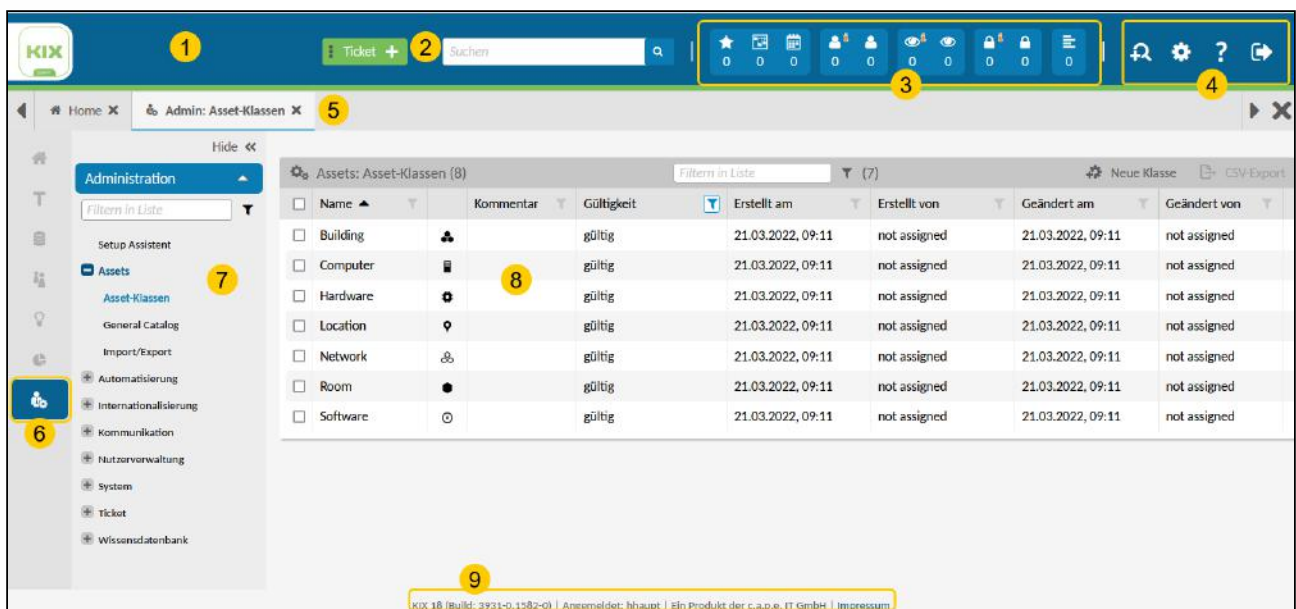 KIX
1
Ticket
2
Suchen
0 0 0 0 0 0 0 0 0 0
3
?
4
Home
Admin: Asset-Klassen
5
Hide
Administration
Filtern in Liste
Setup Assistent
Assets
7
Asset-Klassen
General Catalog
Import/Export
Automatisierung
Internationalisierung
Kommunikation
Nutzerverwaltung
System
Ticket
Wissensdatenbank
6
Assets: Asset-Klassen (8) Filtern in Liste (7) Neue Klasse CSV-Export
Name Kommentar Gültigkeit Erstellt am Erstellt von Geändert am Geändert von
Building gültig 21.03.2022, 09:11 not assigned 21.03.2022, 09:11 not assigned
Computer gültig 21.03.2022, 09:11 not assigned 21.03.2022, 09:11 not assigned
8
Hardware gültig 21.03.2022, 09:11 not assigned 21.03.2022, 09:11 not assigned
Location gültig 21.03.2022, 09:11 not assigned 21.03.2022, 09:11 not assigned
Network gültig 21.03.2022, 09:11 not assigned 21.03.2022, 09:11 not assigned
Room gültig 21.03.2022, 09:11 not assigned 21.03.2022, 09:11 not assigned
Software gültig 21.03.2022, 09:11 not assigned 21.03.2022, 09:11 not assigned
9
KIX 18 (Build: 3931-0.1582-0) | Angemeldet: hhaupt | Ein Produkt der c.a.p.e. IT GmbH | Impressum